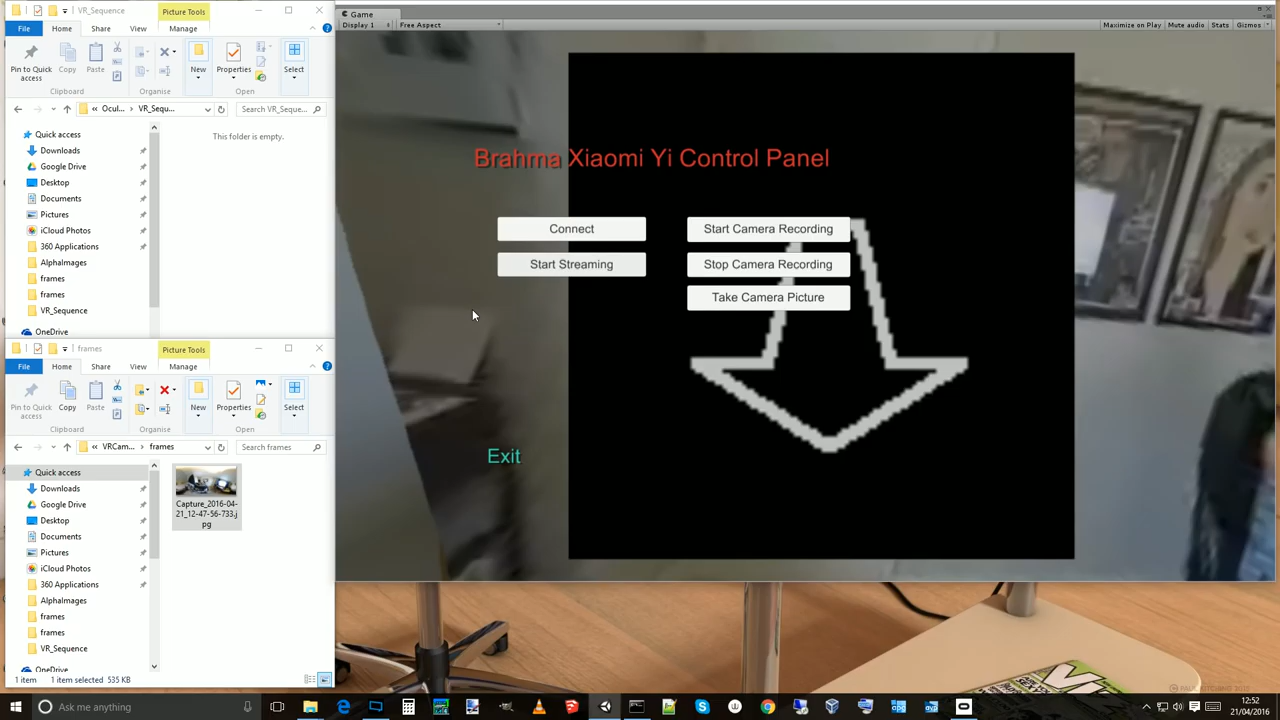 VR_Sequence
Picture Tools
File
Home
Share
View
Manage
Pin to Quick access
Copy
Paste
New
Properties
Select
Clipboard
Organise
Open
Ocul...
VR_Sequ...
Search VR_Seque...
Quick access
Downloads
Google Drive
Desktop
Documents
Pictures
iCloud Photos
360 Applications
AlphaImages
frames
frames
VR_Sequence
OneDrive
This folder is empty.
frames
Picture Tools
File
Home
Share
View
Manage
Pin to Quick access
Copy
Paste
New
Properties
Select
Clipboard
Organise
Open
VRCam...
frames
Search frames
Quick access
Downloads
Google Drive
Desktop
Documents
Pictures
iCloud Photos
360 Applications
AlphaImages
frames
frames
VR_Sequence
OneDrive
Capture_2016-04-
21_12-47-56-733.j
pg
1 item
1 item selected 535 KB
Game
Display 1
Free Aspect
Maximize on Play
Mute audio
Stats
Gizmos
Brahma Xiaomi Yi Control Panel
Connect
Start Camera Recording
Start Streaming
Stop Camera Recording
Take Camera Picture
Exit
Ask me anything
12:52
21/04/2016